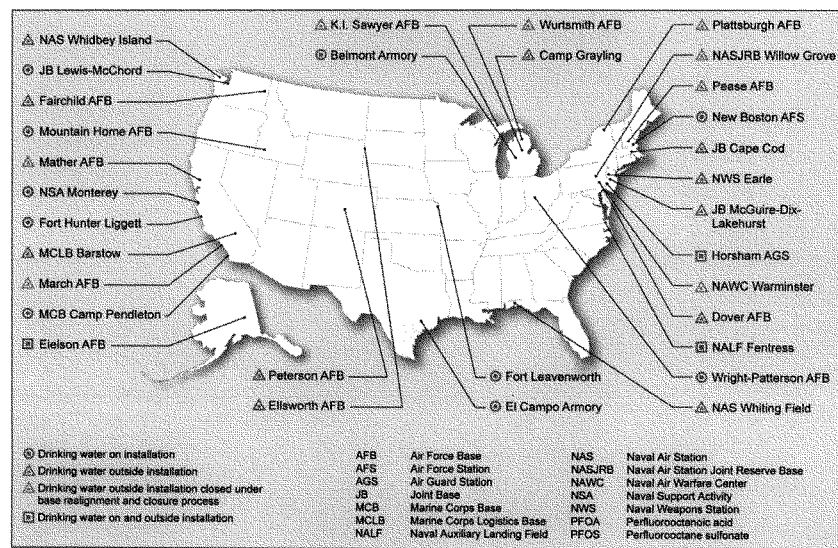 NAS Whidbey Island
JB Lewis-McChord
Fairchild AFB
Mountain Home AFB
Mather AFB
NSA Monterey
Fort Hunter Liggett
MCLB Barstow
March AFB
MCB Camp Pendleton
Eielson AFB
K.I. Sawyer AFB
Belmont Armory
Wurtsmith AFB
Camp Grayling
Plattsburgh AFB
NASJRB Willow Grove
Pease AFB
New Boston AFS
JB Cape Cod
NWS Earle
JB McGuire-Dix-
Lakehurst
Horsham AGS
NAWC Warminster
Dover AFB
NALF Fentress
Wright-Patterson AFB
NAS Whiting Field
Peterson AFB
Ellsworth AFB
Fort Leavenworth
El Campo Armory
Drinking water on installation
Drinking water outside installation
Drinking water outside installation closed under
base realignment and closure process
Drinking water on and outside installation
AFB Air Force Base
AFS Air Force Station
AGS Air Guard Station
JB Joint Base
MCB Marine Corps Base
MCLB Marine Corps Logistics Base
NALF Naval Auxiliary Landing Field
NAS Naval Air Station
NASJRB Naval Air Station Joint Reserve Base
NAWC Naval Air Warfare Center
NSA Naval Support Activity
NWS Naval Weapons Station
PFOA Perfluorooctanoic acid
PFOS Perfluorooctane sulfonate